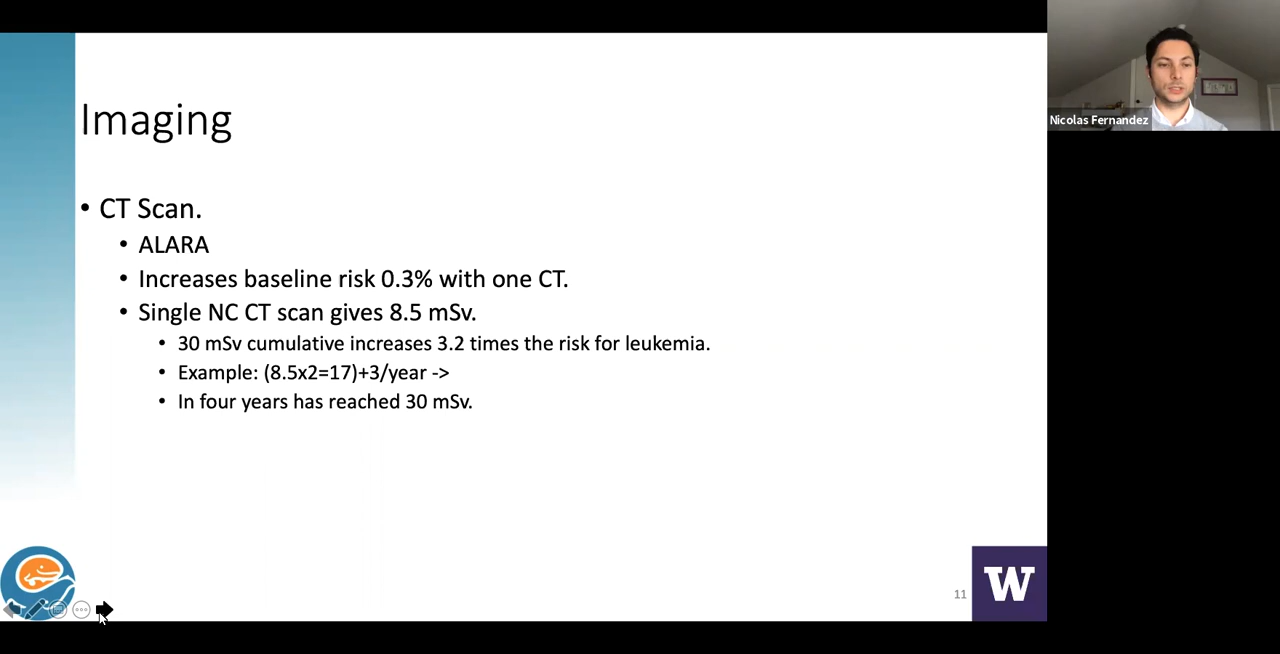 Imaging
• CT Scan.
• ALARA
• Increases baseline risk 0.3% with one CT.
• Single NC CT scan gives 8.5 mSv.
• 30 mSv cumulative increases 3.2 times the risk for leukemia.
• Example: (8.5x2=17)+3/year ->
• In four years has reached 30 mSv.
11
W
Nicolas Fernandez